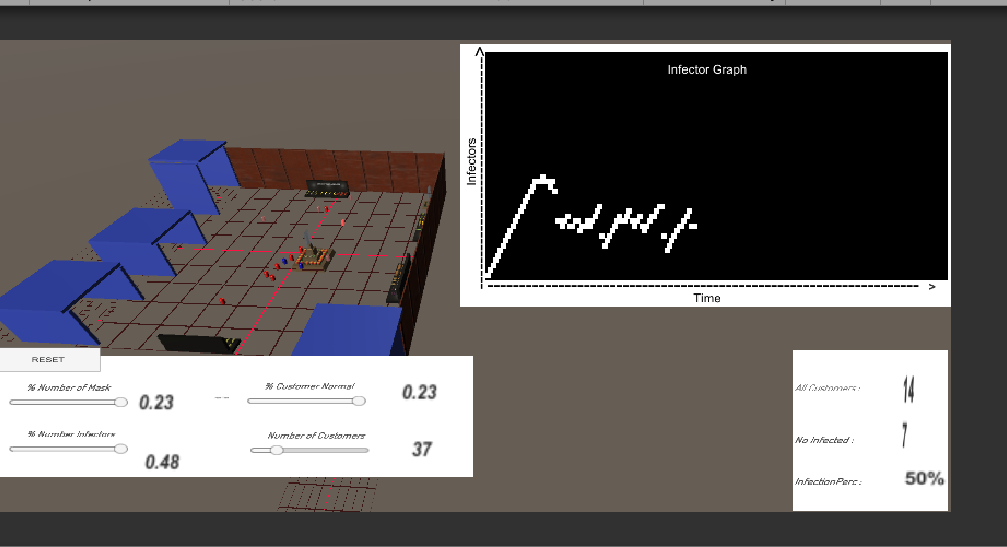 Infector Graph
Infectors
Time
>
RESET
% Number of Mask
0.23
--
% Customer Normal
0.23
% Number Infectors
0.48
Number of Customers
37
All Customers :
14
No Infected :
7
InfectionPerc :
50%